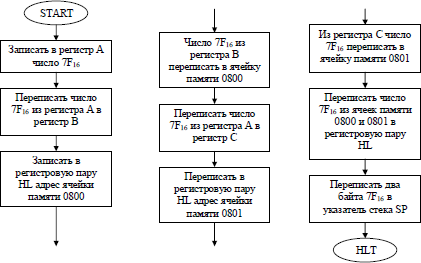 START
Записать в регистр А
число 7F₁₆
Переписать число
7F₁₆ из регистра А в
регистр В
Записать в
регистровую пару
HL адрес ячейки
памяти 0800
Число 7F₁₆ из
регистра В
переписать в ячейку
памяти 0800
Переписать число
7F₁₆ из регистра А в
регистр С
Переписать в
регистровую пару
HL адрес ячейки
памяти 0801
Из регистра С число
7F₁₆ переписать в
ячейку памяти 0801
Переписать число
7F₁₆ из ячеек памяти
0800 и 0801 в
регистровую пару
HL
Переписать два
байта 7F₁₆ в
указатель стека SP
HLT